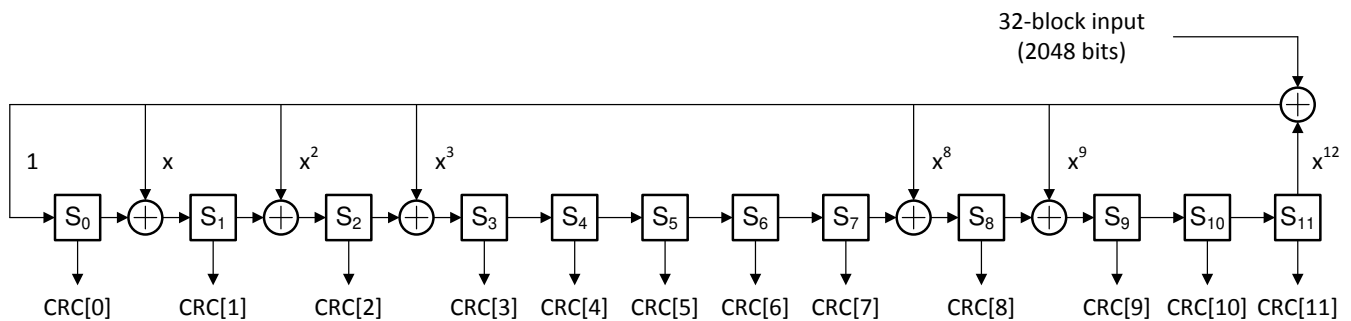 32-block input
(2048 bits)
1 x x² x³ x⁸ x⁹ x¹²
S₀ S₁ S₂ S₃ S₄ S₅ S₆ S₇ S₈ S₉ S₁₀ S₁₁
CRC[0] CRC[1] CRC[2] CRC[3] CRC[4] CRC[5] CRC[6] CRC[7] CRC[8] CRC[9] CRC[10] CRC[11]